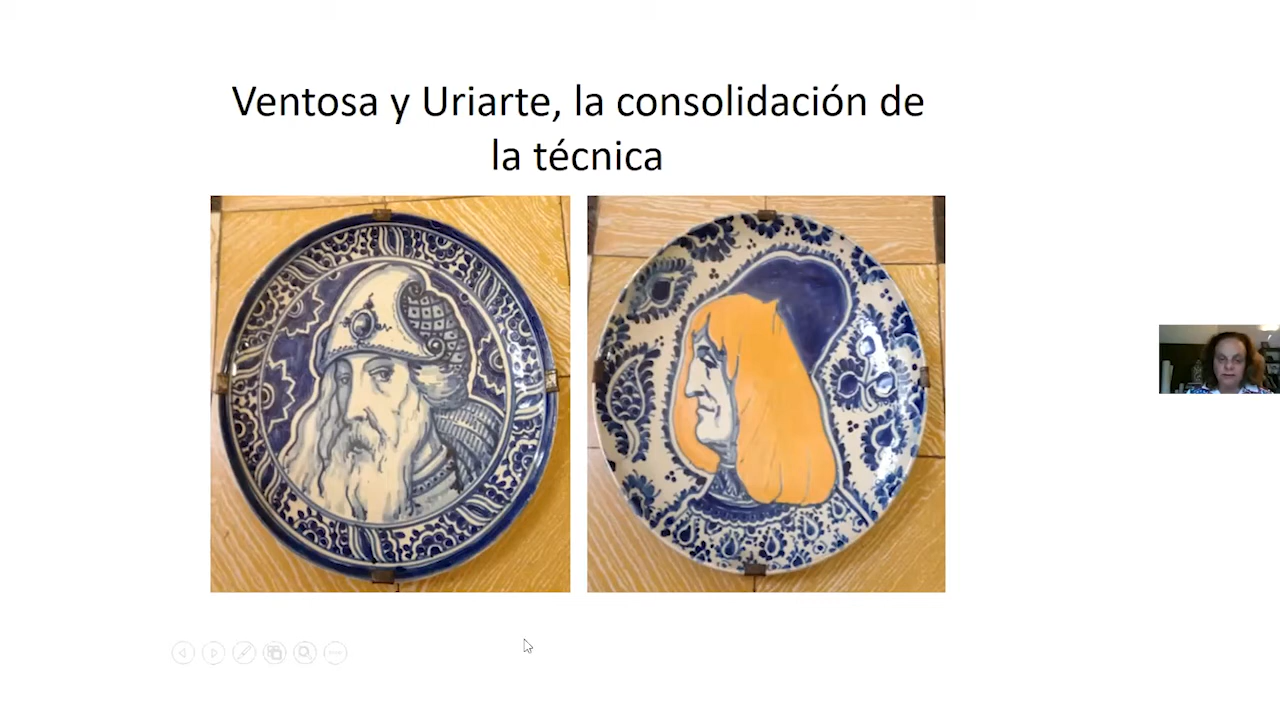 Ventosa y Uriarte, la consolidación de
la técnica